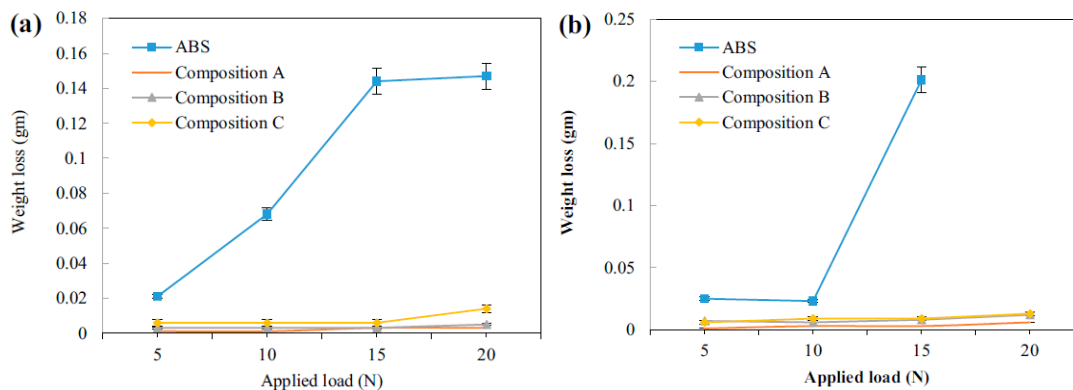 (a)
Weight loss (gm)
0.18
0.16
0.14
0.12
0.1
0.08
0.06
0.04
0.02
0
ABS
Composition A
Composition B
Composition C
5 10 15 20
Applied load (N)
(b)
Weight loss (gm)
0.25
0.2
0.15
0.1
0.05
0
ABS
Composition A
Composition B
Composition C
5 10 15 20
Applied load (N)